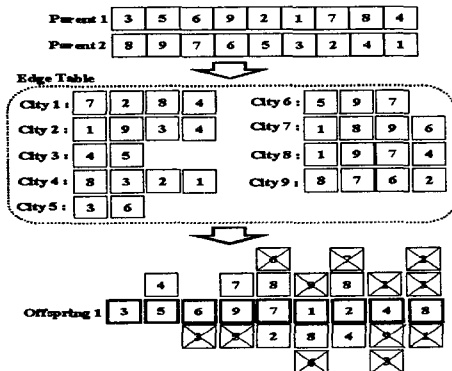 Parent 1 3 5 6 9 2 1 7 8 4
Parent 2 8 9 7 6 5 3 2 4 1
Edge Table
City 1 : 7 2 8 4
City 2 : 1 9 3 4
City 3 : 4 5
City 4 : 8 3 2 1
City 5 : 3 6
City 6 : 5 9 7
City 7 : 1 8 9 6
City 8 : 1 9 7 4
City 9 : 8 7 6 2
4 7 8 8
Offspring 1 3 5 6 9 7 1 2 4 8
2 8 4